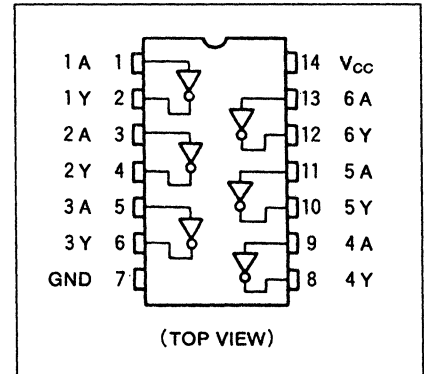 1A 1 14 VCC
1Y 2 13 6A
2A 3 12 6Y
2Y 4 11 5A
3A 5 10 5Y
3Y 6 9 4A
GND 7 8 4Y
(TOP VIEW)